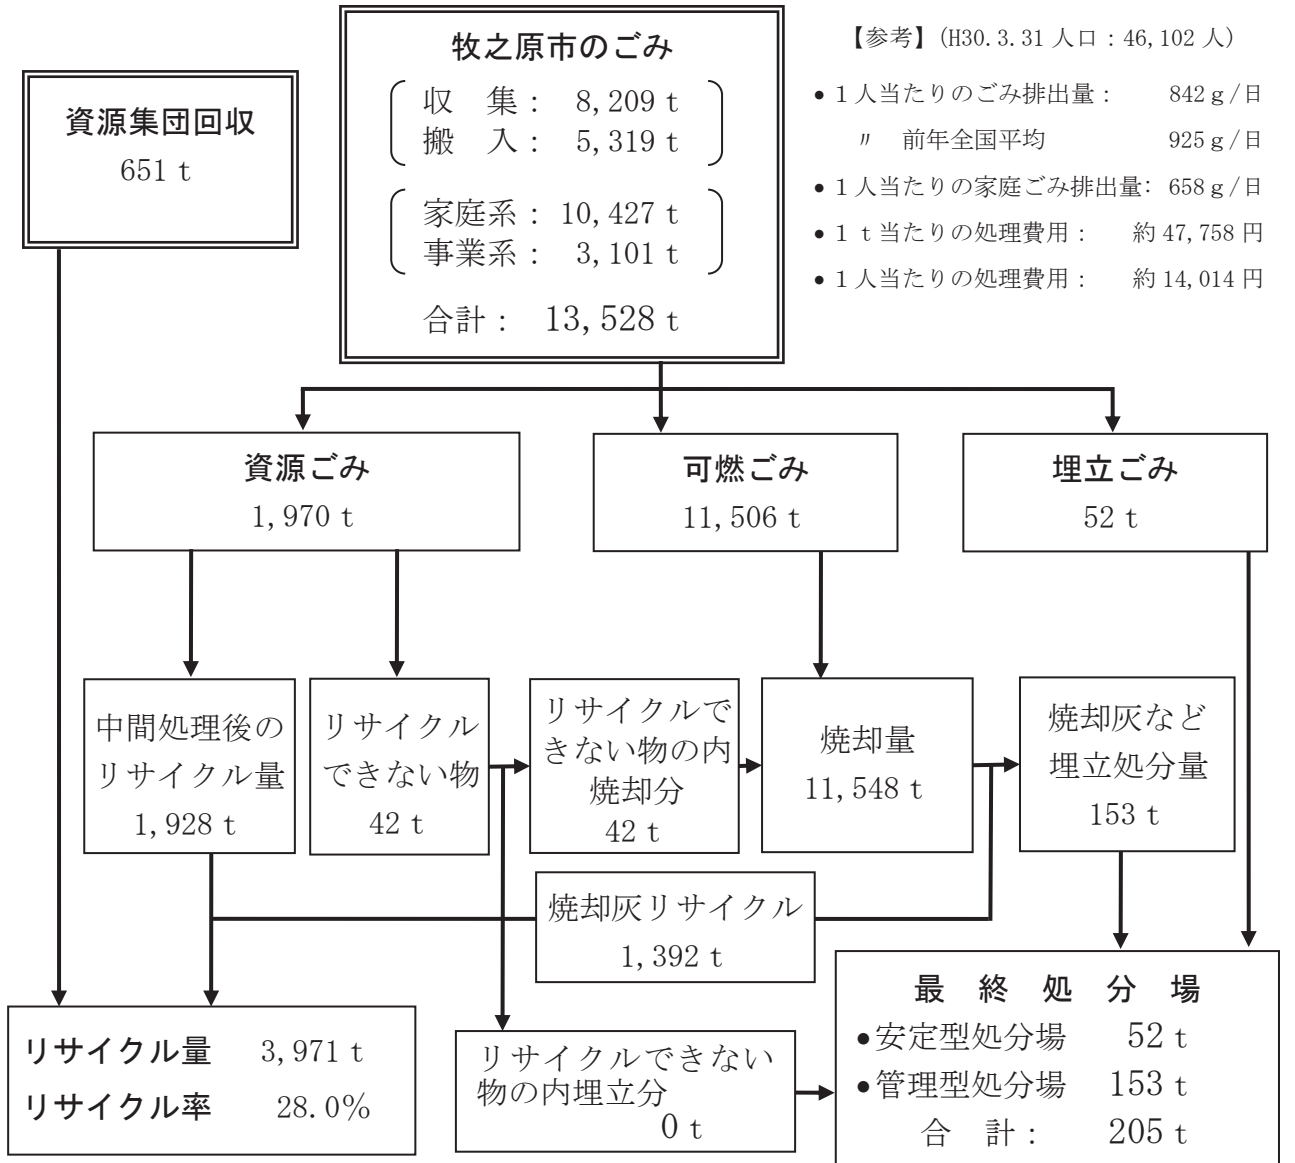 牧之原市のごみ
収 集： 8,209 t
搬 入： 5,319 t
家庭系：10,427 t
事業系： 3,101 t
合計： 13,528 t
【参考】(H30.3.31 人口：46,102 人)
• 1人当たりのごみ排出量： 842ｇ/日
〃 前年全国平均 925ｇ/日
• 1人当たりの家庭ごみ排出量： 658ｇ/日
• 1 t 当たりの処理費用： 約 47,758 円
• 1人当たりの処理費用： 約 14,014 円
資源集団回収
651 t
資源ごみ
1,970 t
可燃ごみ
11,506 t
埋立ごみ
52 t
中間処理後の
リサイクル量
1,928 t
リサイクル
できない物
42 t
リサイクルで
きない物の内
焼却分
42 t
焼却量
11,548 t
焼却灰など
埋立処分量
153 t
焼却灰リサイクル
1,392 t
リサイクル量 3,971 t
リサイクル率 28.0%
リサイクルできない
物の内埋立分
0 t
最 終 処 分 場
•安定型処分場 52 t
•管理型処分場 153 t
合 計： 205 t